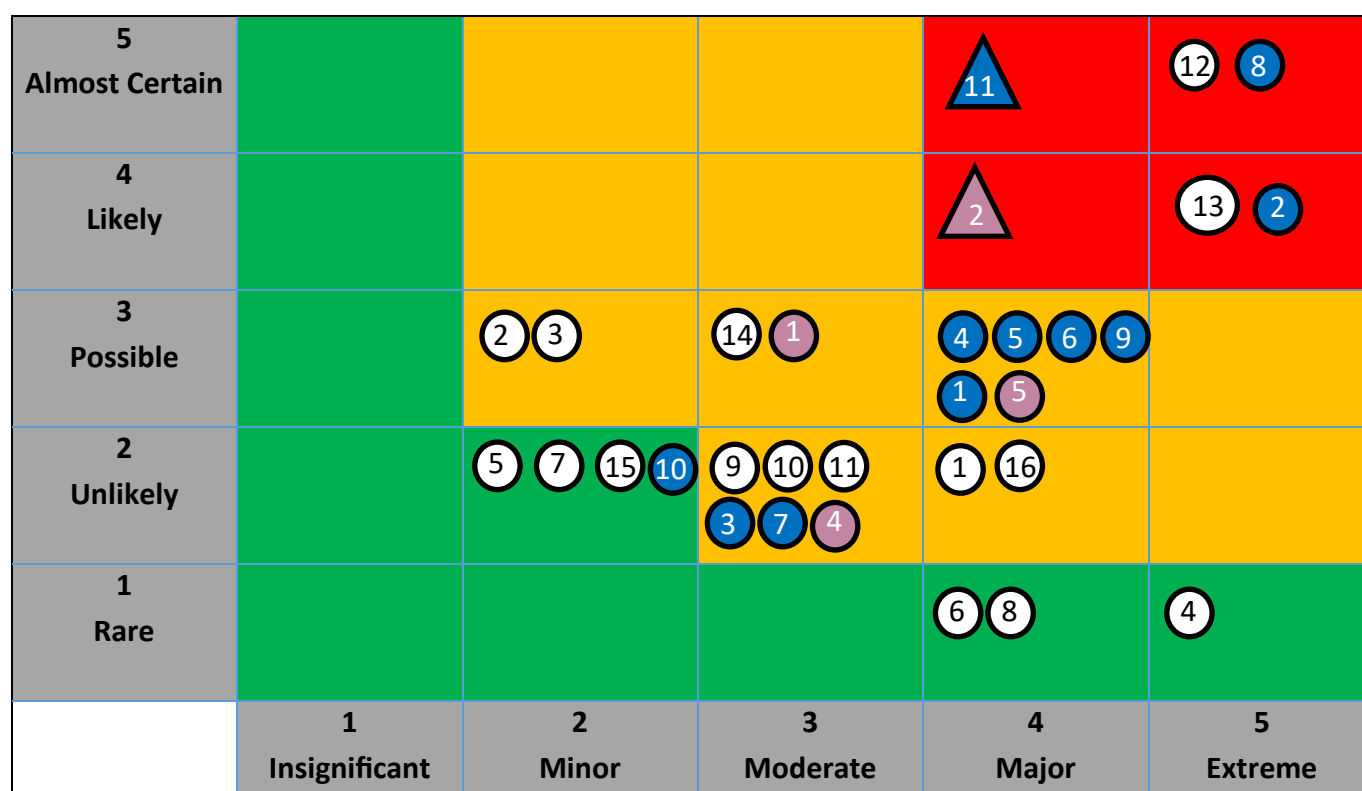 5
Almost Certain
11
12 8
4
Likely
2
13 2
3
Possible
2 3
14 1
4 5 6 9
1 5
2
Unlikely
5 7 15 10
9 10 11
3 7 4
1 16
1
Rare
6 8
4
1
Insignificant
2
Minor
3
Moderate
4
Major
5
Extreme